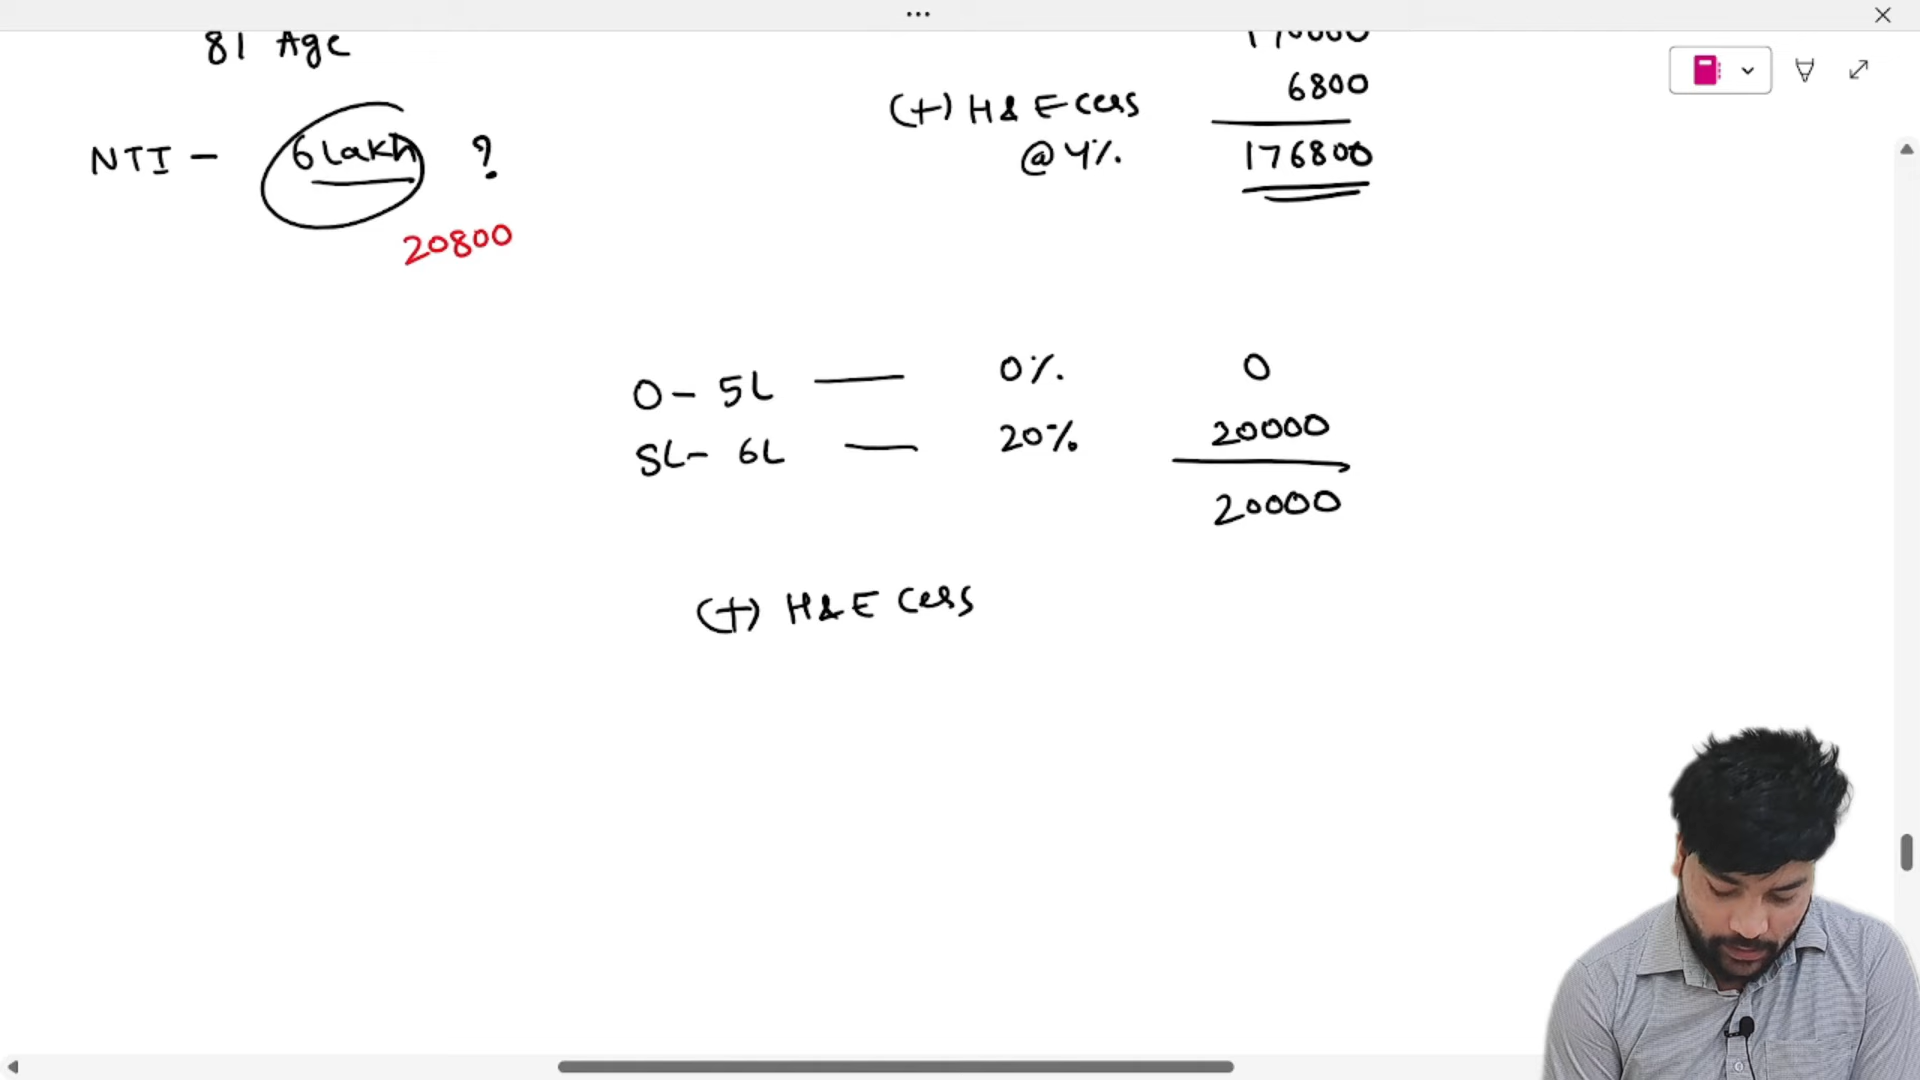 81 Age
NTI - 6 Lakh ?
20800
170000
(+) H & E cess 6800
@ 4% 176800
0 - 5L — 0% 0
5L - 6L — 20% 20000
20000
(+) H & E Cess